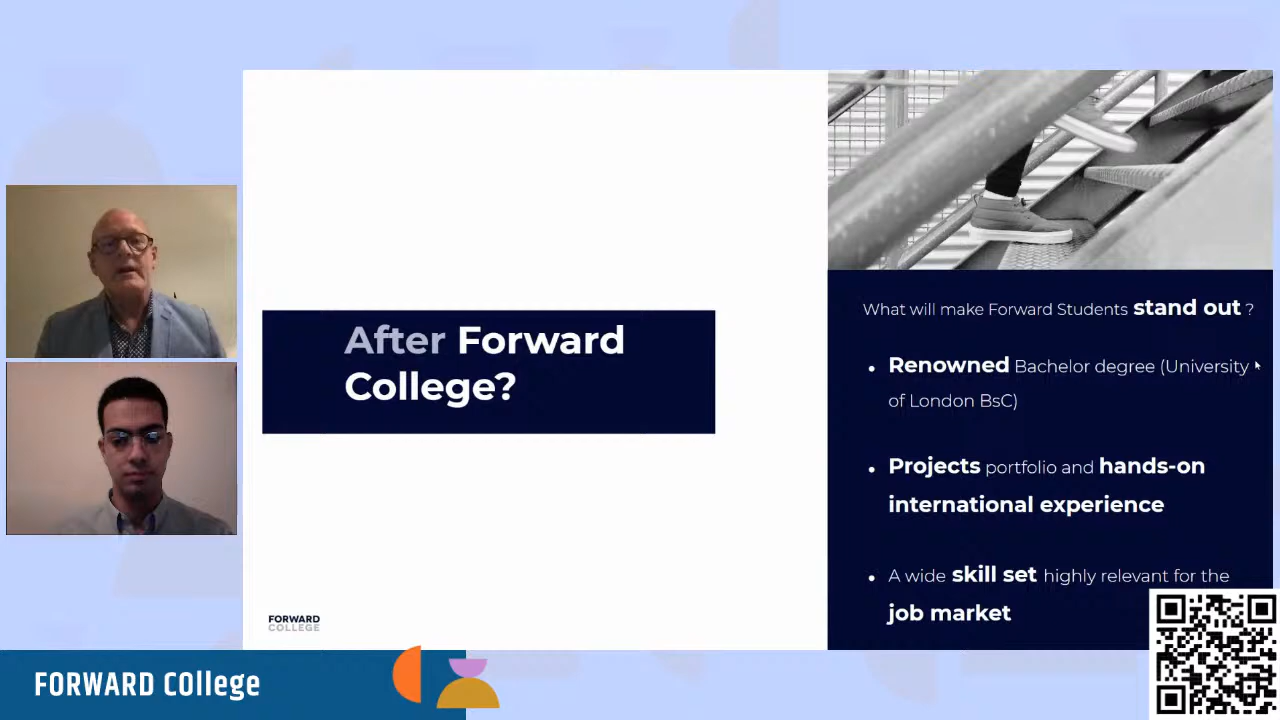 After Forward
College?
FORWARD
COLLEGE
What will make Forward Students stand out ?
• Renowned Bachelor degree (University
of London BsC)
• Projects portfolio and hands-on
international experience
• A wide skill set highly relevant for the
job market
FORWARD College